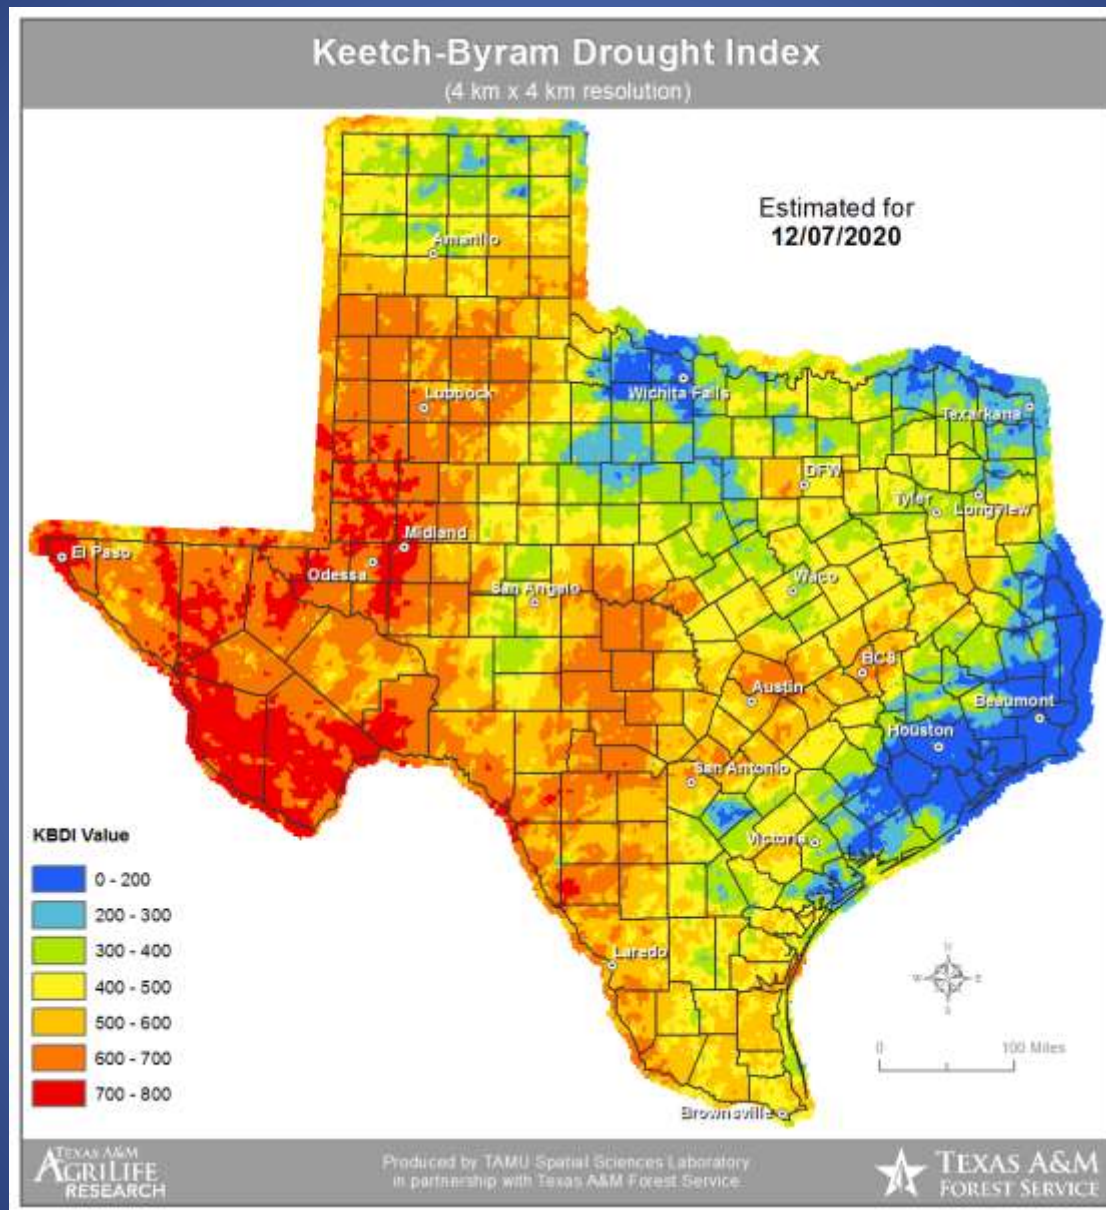 Keetch-Byram Drought Index
(4 km x 4 km resolution)
Estimated for
12/07/2020
Amarillo
Lubbock
Wichita Falls
Texarkana
DFW
Tyler
Longview
El Paso
Midland
Odessa
San Angelo
Waco
BCS
Austin
Beaumont
Houston
San Antonio
Victoria
Laredo
Brownsville
KBDI Value
0 - 200
200 - 300
300 - 400
400 - 500
500 - 600
600 - 700
700 - 800
N
W
E
S
0 100 Miles
TEXAS A&M
AGRILIFE
RESEARCH
Produced by TAMU Spatial Sciences Laboratory
in partnership with Texas A&M Forest Service
TEXAS A&M
FOREST SERVICE